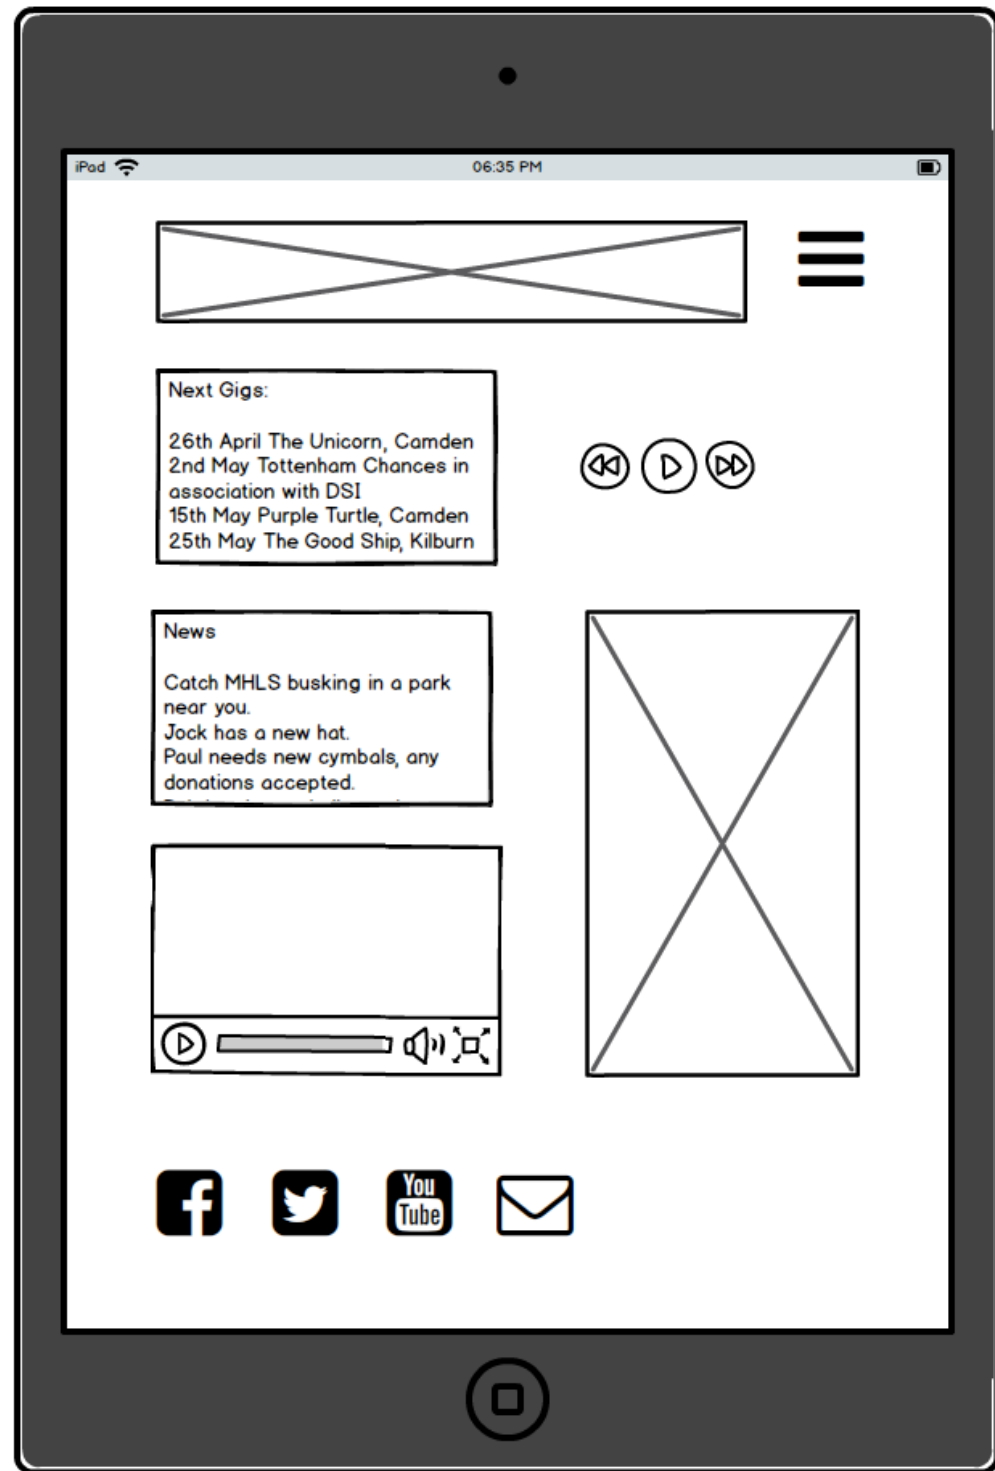 iPad 06:35 PM
Next Gigs:
26th April The Unicorn, Camden
2nd May Tottenham Chances in
association with DSI
15th May Purple Turtle, Camden
25th May The Good Ship, Kilburn
News
Catch MHLS busking in a park
near you.
Jock has a new hat.
Paul needs new cymbals, any
donations accepted.
You
Tube